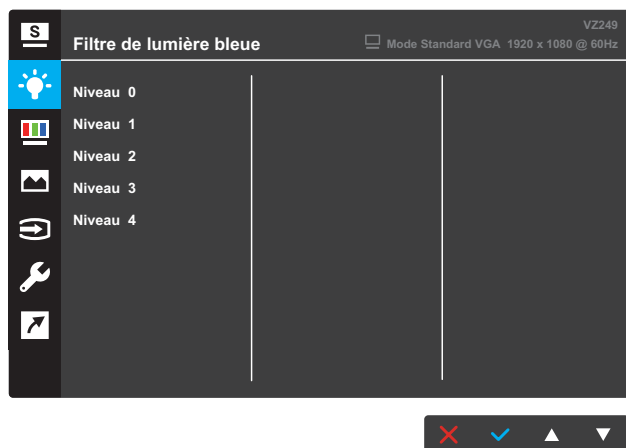 S
VZ249
Filtre de lumière bleue
Mode Standard VGA 1920 x 1080 @ 60Hz
Niveau 0
Niveau 1
Niveau 2
Niveau 3
Niveau 4